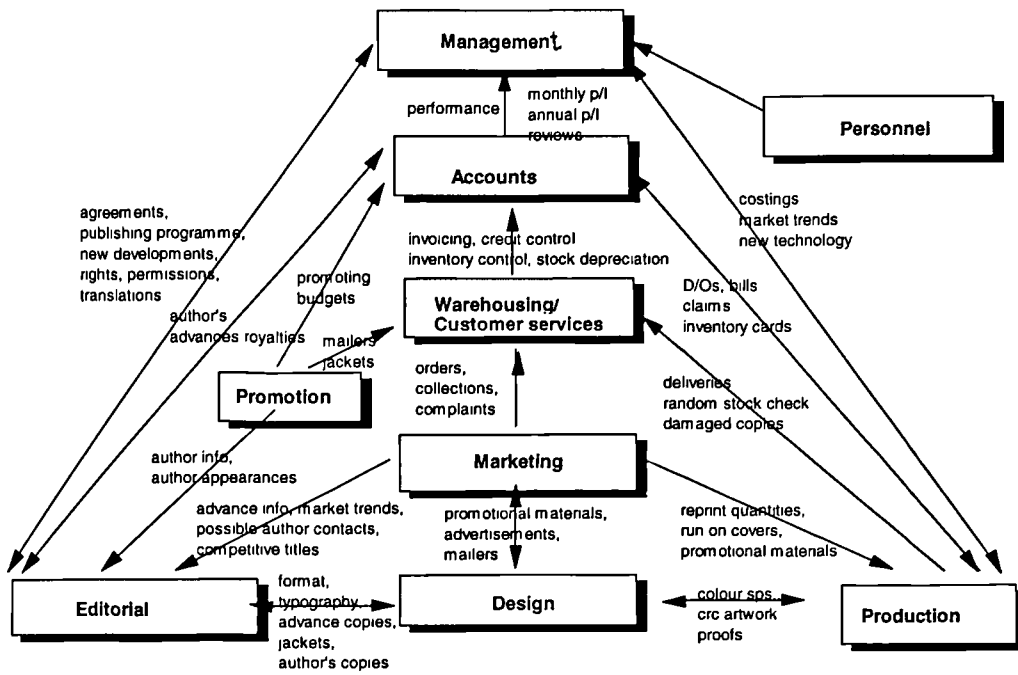 Management
performance
monthly p/l
annual p/l
reviews
Personnel
Accounts
agreements,
publishing programme,
new developments,
rights, permissions,
translations
costings
market trends
new technology
invoicing, credit control
inventory control, stock depreciation
promoting
budgets
author's
advances royalties
D/Os, bills
claims
inventory cards
Warehousing/
Customer services
mailers
jackets
orders,
collections,
complaints
deliveries
random stock check
damaged copies
Promotion
author info,
author appearances
Marketing
advance info, market trends,
possible author contacts,
competitive titles
promotional materials,
advertisements,
mailers
reprint quantities,
run on covers,
promotional materials
Editorial
format,
typography,
advance copies,
jackets,
author's copies
Design
colour sps
crc artwork
proofs
Production